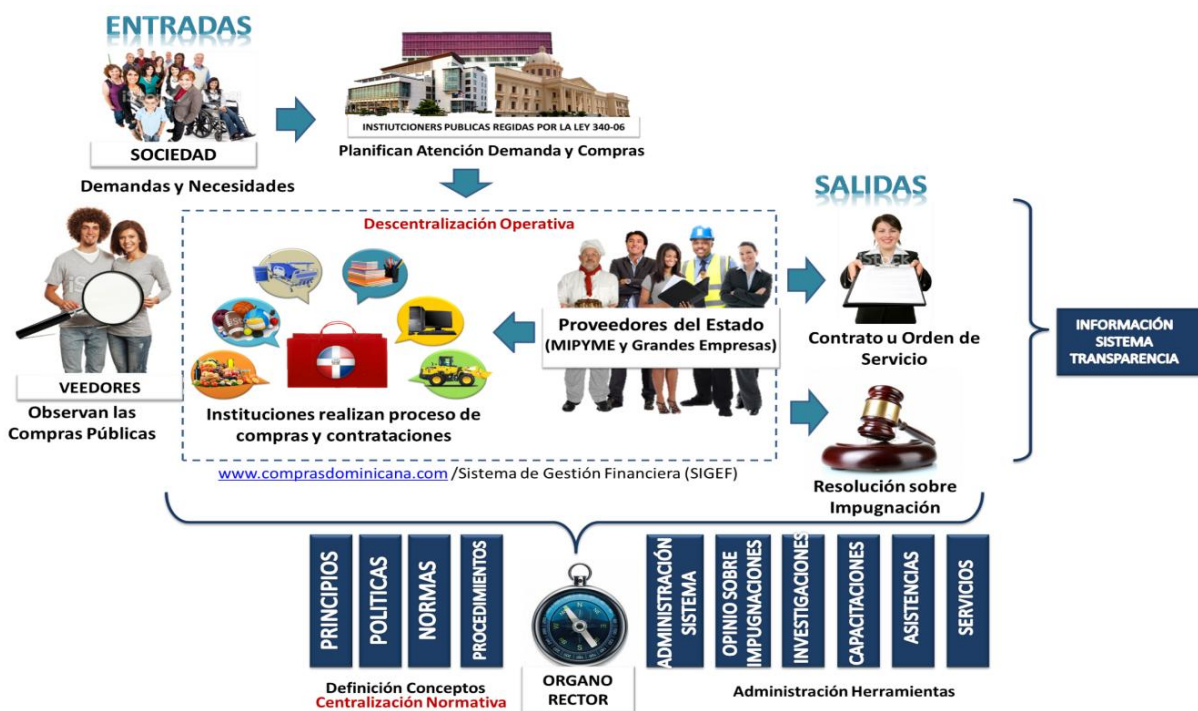 ENTRADAS
SOCIEDAD
Demandas y Necesidades
INSTIUTCIONERS PUBLICAS REGIDAS POR LA LEY 340-06
Planifican Atención Demanda y Compras
VEEDORES
Observan las
Compras Públicas
Descentralización Operativa
Instituciones realizan proceso de
compras y contrataciones
Proveedores del Estado
(MIPYME y Grandes Empresas)
www.comprasdominicana.com /Sistema de Gestión Financiera (SIGEF)
SALIDAS
iStock
Contrato u Orden de
Servicio
Resolución sobre
Impugnación
INFORMACIÓN
SISTEMA
TRANSPARENCIA
PRINCIPIOS
POLITICAS
NORMAS
PROCEDIMIENTOS
Definición Conceptos
Centralización Normativa
ORGANO
RECTOR
ADMINISTRACIÓN
SISTEMA
OPINIO SOBRE
IMPUGNACIONES
INVESTIGACIONES
CAPACITACIONES
ASISTENCIAS
SERVICIOS
Administración Herramientas